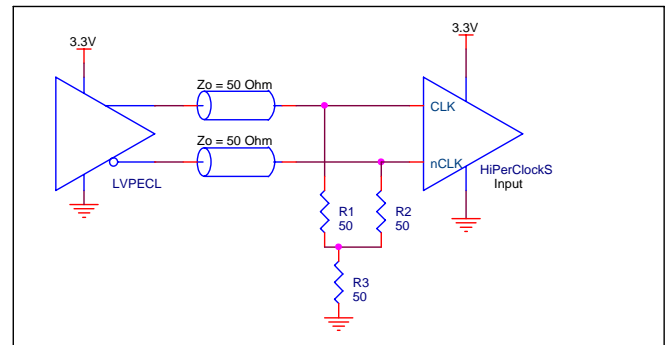 3.3V
3.3V
Zo = 50 Ohm
CLK
Zo = 50 Ohm
nCLK
HiPerClockS
Input
LVPECL
R1
50
R2
50
R3
50